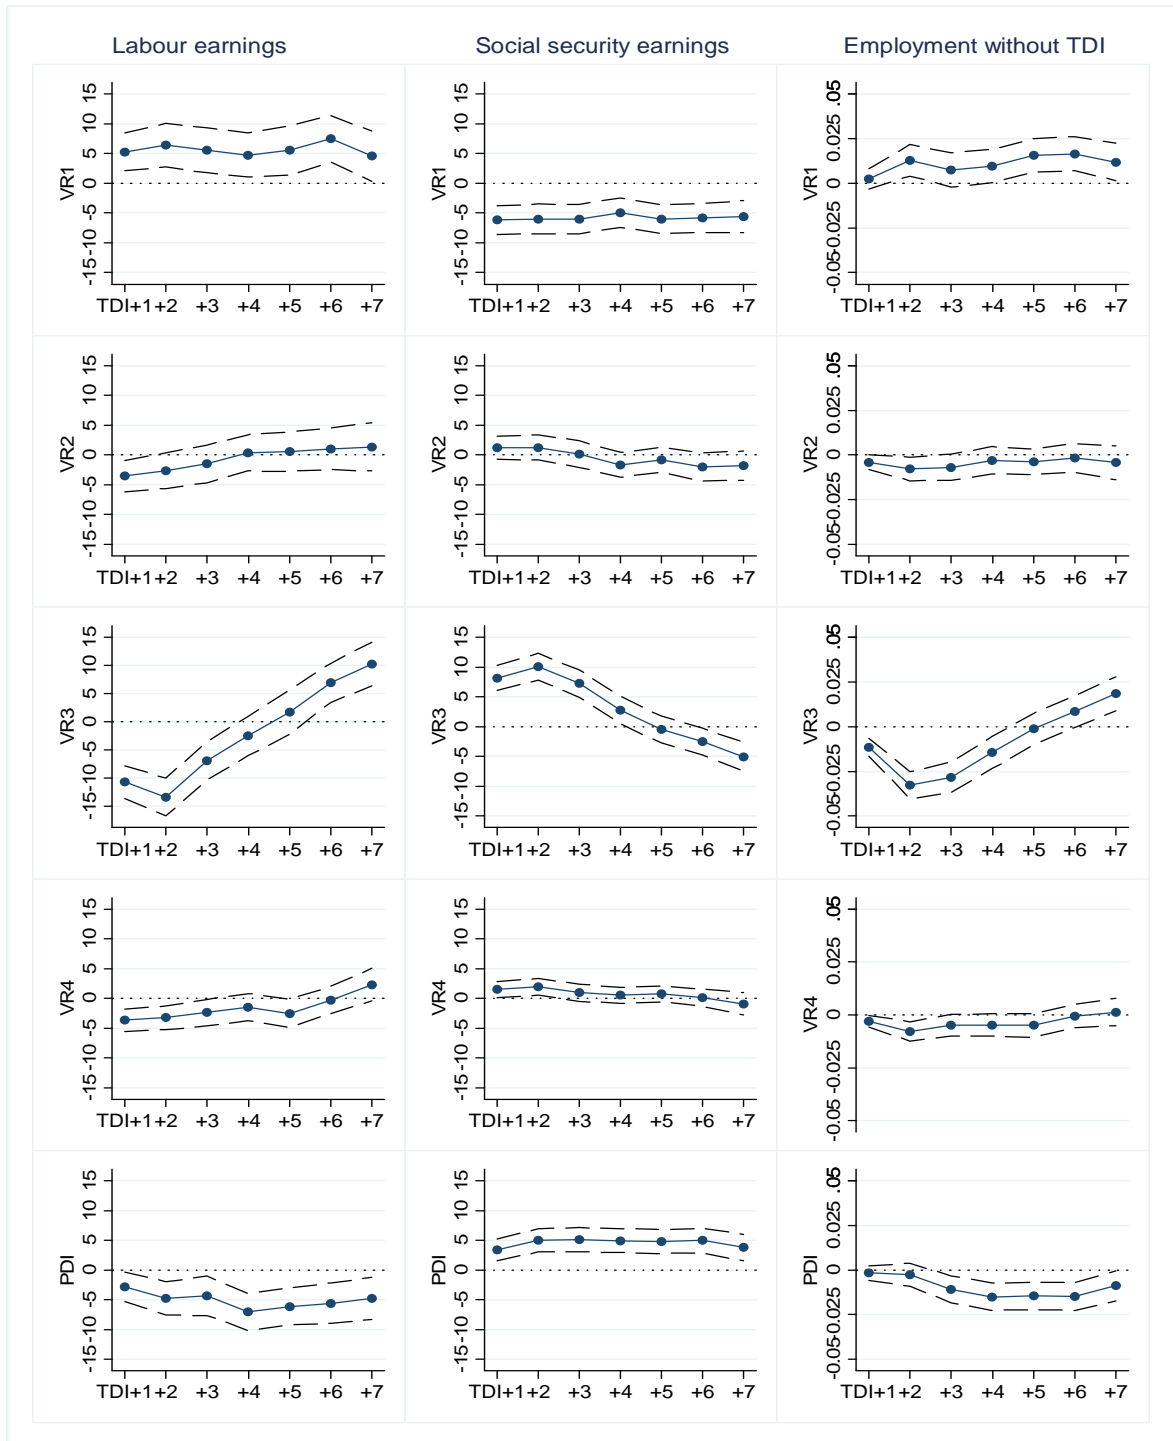 Labour earnings Social security earnings Employment without TDI
VR1 -15 -10 -5 0 5 10 15
TDI+1 +2 +3 +4 +5 +6 +7
VR1 -15 -10 -5 0 5 10 15
TDI+1 +2 +3 +4 +5 +6 +7
VR1 -0.05 -0.025 0 0.025 .05
TDI+1 +2 +3 +4 +5 +6 +7
VR2 -15 -10 -5 0 5 10 15
TDI+1 +2 +3 +4 +5 +6 +7
VR2 -15 -10 -5 0 5 10 15
TDI+1 +2 +3 +4 +5 +6 +7
VR2 -0.05 -0.025 0 0.025 .05
TDI+1 +2 +3 +4 +5 +6 +7
VR3 -15 -10 -5 0 5 10 15
TDI+1 +2 +3 +4 +5 +6 +7
VR3 -15 -10 -5 0 5 10 15
TDI+1 +2 +3 +4 +5 +6 +7
VR3 -0.05 -0.025 0 0.025 .05
TDI+1 +2 +3 +4 +5 +6 +7
VR4 -15 -10 -5 0 5 10 15
TDI+1 +2 +3 +4 +5 +6 +7
VR4 -15 -10 -5 0 5 10 15
TDI+1 +2 +3 +4 +5 +6 +7
VR4 -0.05 -0.025 0 0.025 .05
TDI+1 +2 +3 +4 +5 +6 +7
PDI -15 -10 -5 0 5 10 15
TDI+1 +2 +3 +4 +5 +6 +7
PDI -15 -10 -5 0 5 10 15
TDI+1 +2 +3 +4 +5 +6 +7
PDI -0.05 -0.025 0 0.025 .05
TDI+1 +2 +3 +4 +5 +6 +7